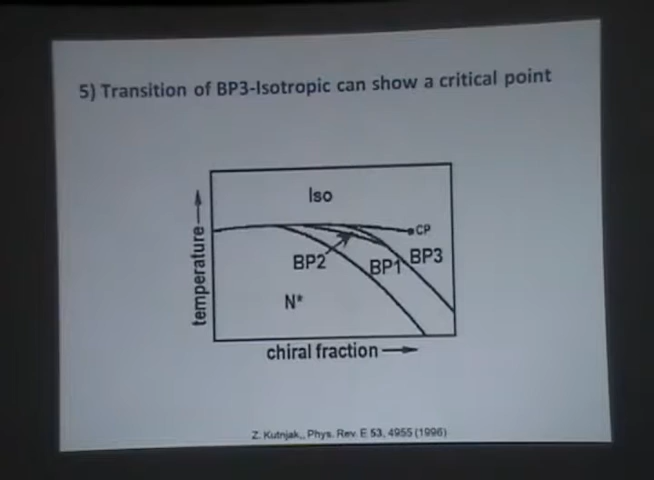 5) Transition of BP3-Isotropic can show a critical point
Iso
CP
BP2
BP1
BP3
N*
temperature
chiral fraction
Z. Kutnjak,, Phys. Rev. E 53, 4955 (1996)